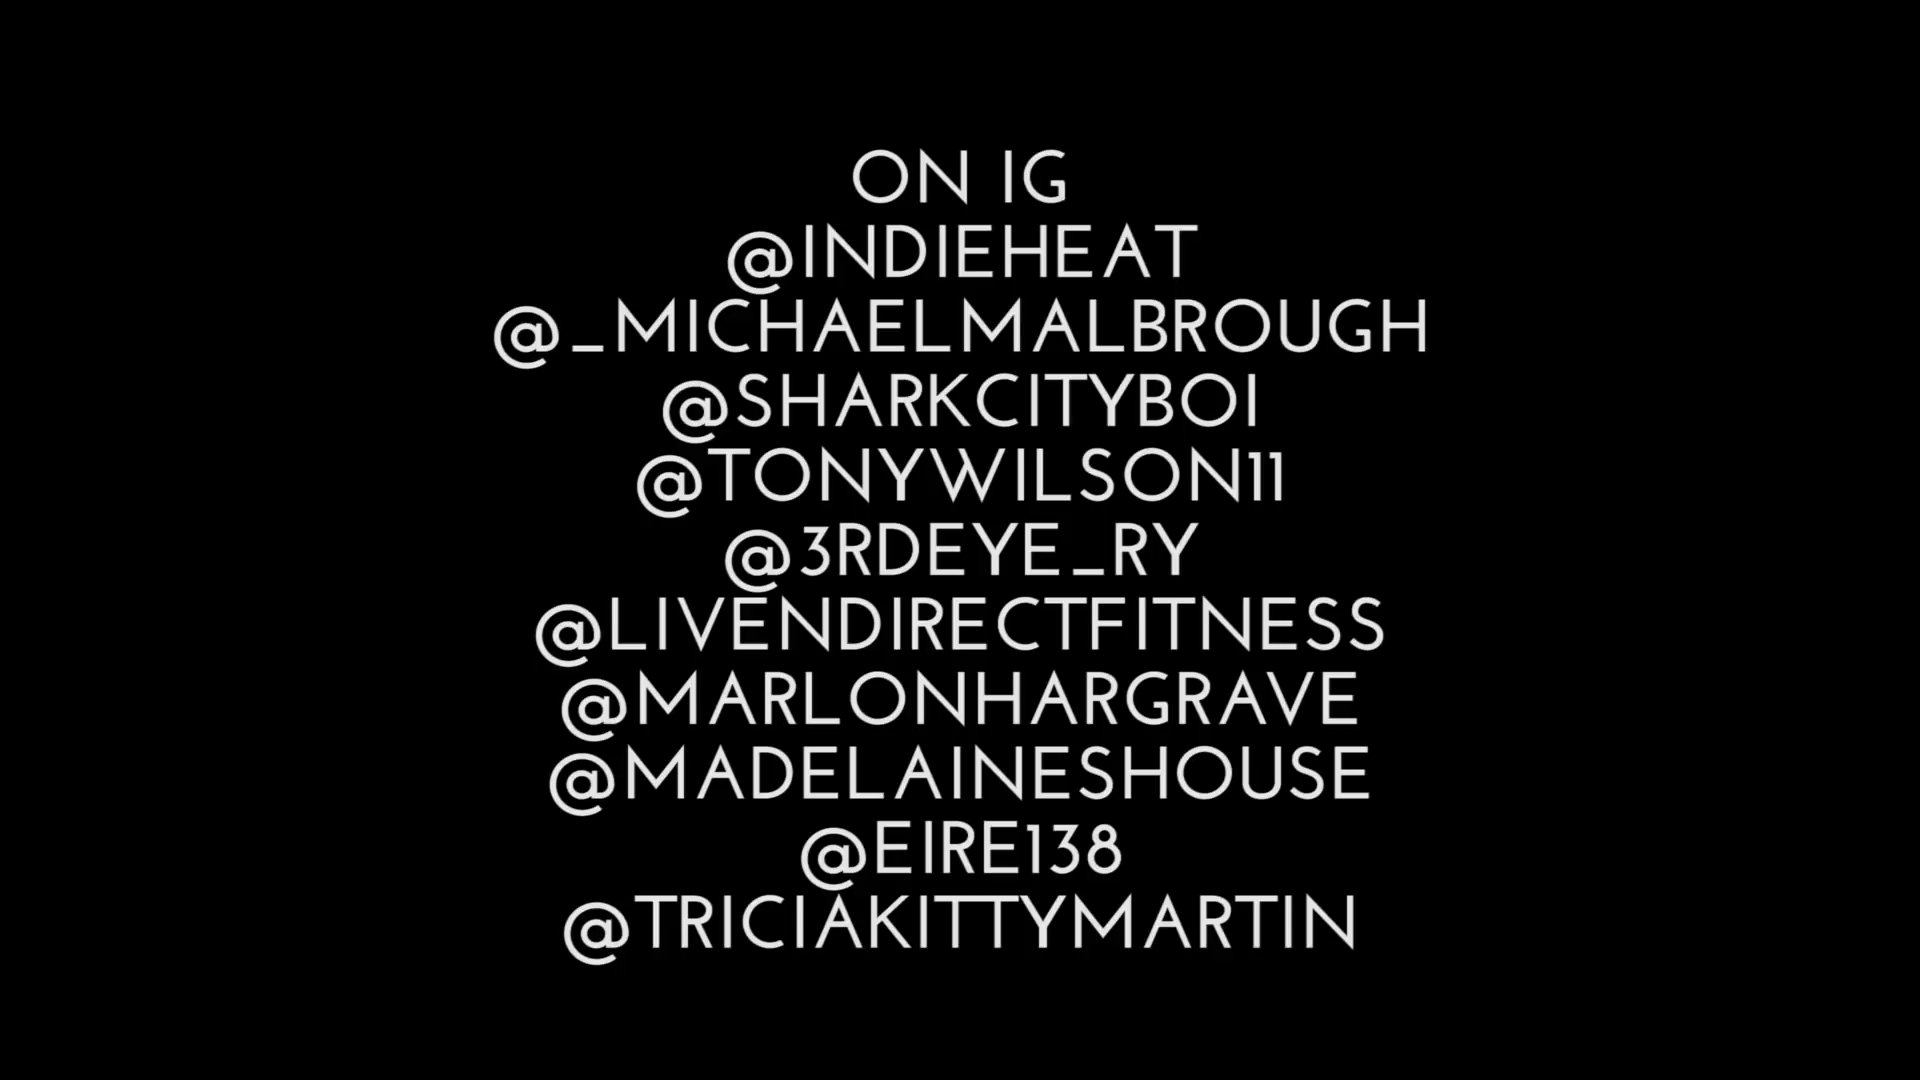 ON IG
@INDIEHEAT
@_MICHAELMALBROUGH
@SHARKCITYBOI
@TONYWILSON11
@3RDEYE_RY
@LIVENDIRECTFITNESS
@MARLONHARGRAVE
@MADELAINESHOUSE
@EIRE138
@TRICIAKITTYMARTIN